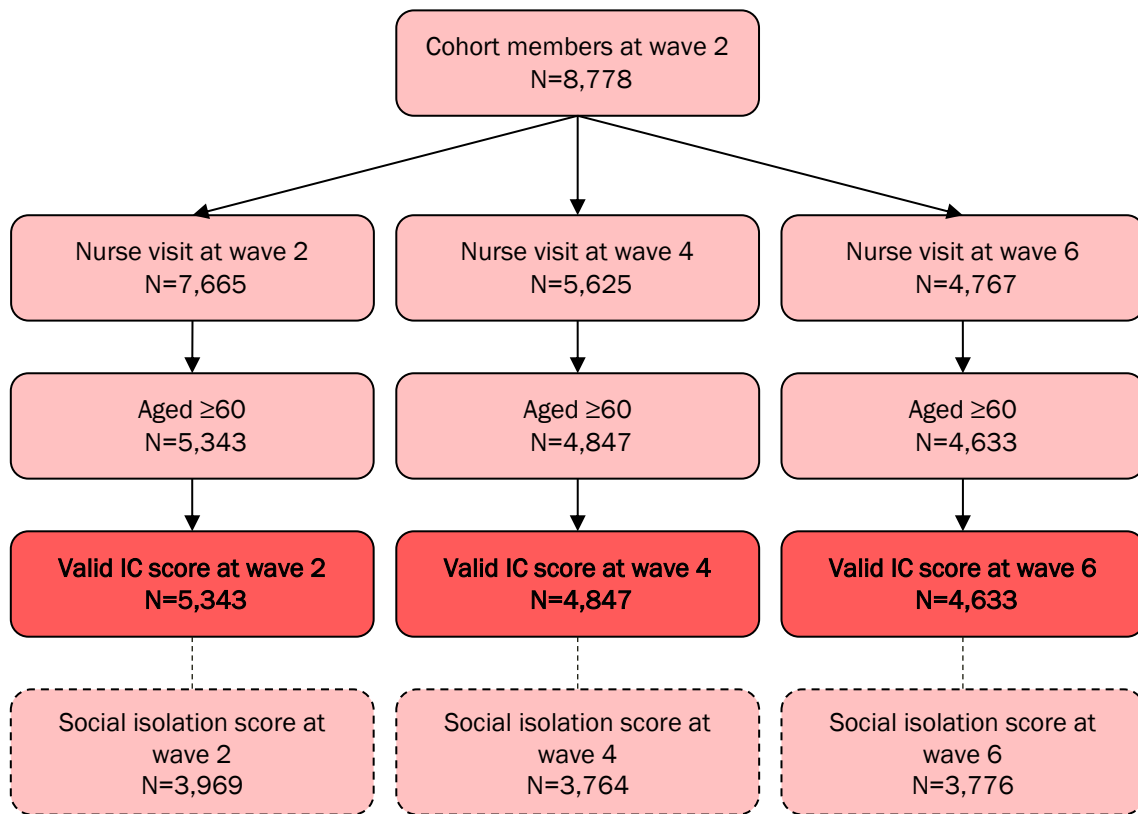 Cohort members at wave 2
N=8,778
Nurse visit at wave 2
N=7,665
Nurse visit at wave 4
N=5,625
Nurse visit at wave 6
N=4,767
Aged ≥60
N=5,343
Aged ≥60
N=4,847
Aged ≥60
N=4,633
Valid IC score at wave 2
N=5,343
Valid IC score at wave 4
N=4,847
Valid IC score at wave 6
N=4,633
Social isolation score at
wave 2
N=3,969
Social isolation score at
wave 4
N=3,764
Social isolation score at
wave 6
N=3,776